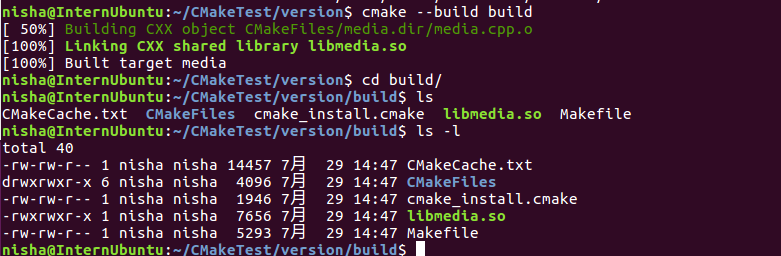 nisha@InternUbuntu:~/CMakeTest/version$ cmake --build build
[ 50%] Building CXX object CMakeFiles/media.dir/media.cpp.o
[100%] Linking CXX shared library libmedia.so
[100%] Built target media
nisha@InternUbuntu:~/CMakeTest/version$ cd build/
nisha@InternUbuntu:~/CMakeTest/version/build$ ls
CMakeCache.txt  CMakeFiles  cmake_install.cmake  libmedia.so  Makefile
nisha@InternUbuntu:~/CMakeTest/version/build$ ls -l
total 40
-rw-rw-r-- 1 nisha nisha 14457 7月  29 14:47 CMakeCache.txt
drwxrwxr-x 6 nisha nisha  4096 7月  29 14:47 CMakeFiles
-rw-rw-r-- 1 nisha nisha  1946 7月  29 14:47 cmake_install.cmake
-rwxrwxr-x 1 nisha nisha  7656 7月  29 14:47 libmedia.so
-rw-rw-r-- 1 nisha nisha  5293 7月  29 14:47 Makefile
nisha@InternUbuntu:~/CMakeTest/version/build$